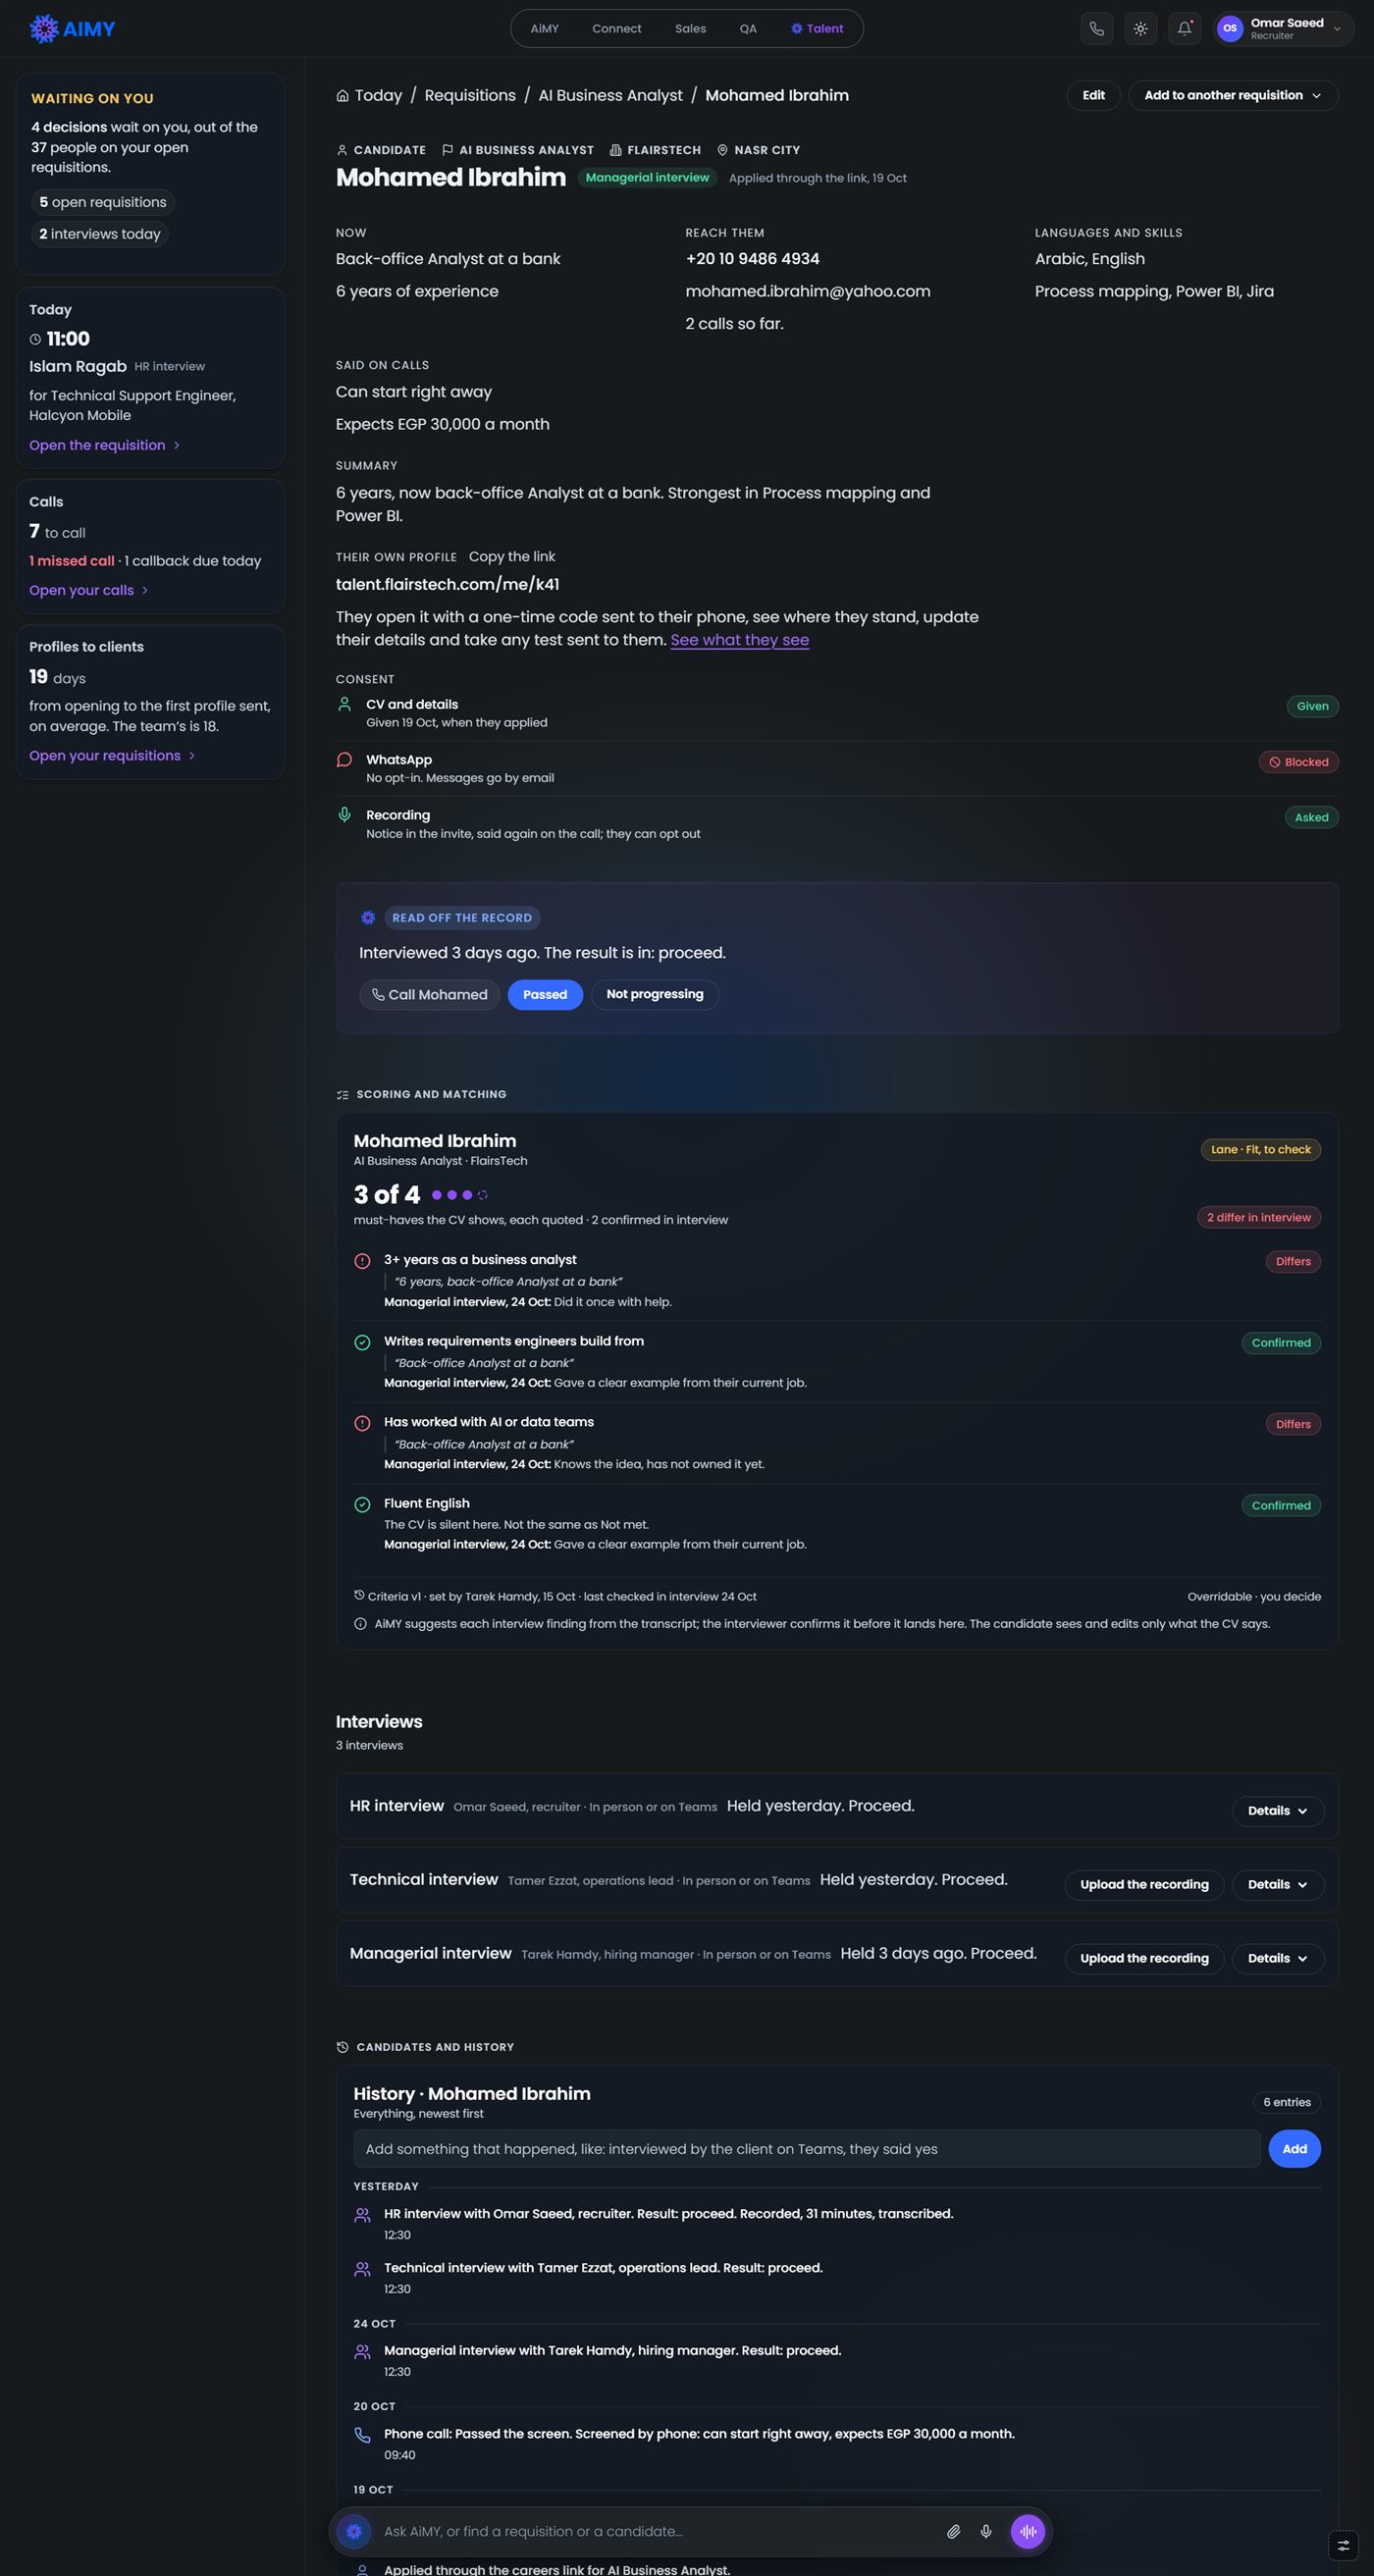 AIMY
AiMY Connect Sales QA Talent
OS
Omar Saeed
Recruiter
WAITING ON YOU
4 decisions wait on you, out of the
37 people on your open
requisitions.
5 open requisitions
2 interviews today
Today
11:00
Islam Ragab HR interview
for Technical Support Engineer,
Halcyon Mobile
Open the requisition
Calls
7 to call
1 missed call · 1 callback due today
Open your calls
Profiles to clients
19 days
from opening to the first profile sent,
on average. The team's is 18.
Open your requisitions
Today / Requisitions / AI Business Analyst / Mohamed Ibrahim
Edit
Add to another requisition
CANDIDATE AI BUSINESS ANALYST FLAIRSTECH NASR CITY
Mohamed Ibrahim Managerial interview Applied through the link, 19 Oct
NOW
Back-office Analyst at a bank
6 years of experience
REACH THEM
+20 10 9486 4934
mohamed.ibrahim@yahoo.com
2 calls so far.
LANGUAGES AND SKILLS
Arabic, English
Process mapping, Power BI, Jira
SAID ON CALLS
Can start right away
Expects EGP 30,000 a month
SUMMARY
6 years, now back-office Analyst at a bank. Strongest in Process mapping and
Power BI.
THEIR OWN PROFILE Copy the link
talent.flairstech.com/me/k41
They open it with a one-time code sent to their phone, see where they stand, update
their details and take any test sent to them. See what they see
CONSENT
CV and details
Given 19 Oct, when they applied
Given
WhatsApp
No opt-in. Messages go by email
Blocked
Recording
Notice in the invite, said again on the call; they can opt out
Asked
READ OFF THE RECORD
Interviewed 3 days ago. The result is in: proceed.
Call Mohamed Passed Not progressing
SCORING AND MATCHING
Mohamed Ibrahim
AI Business Analyst · FlairsTech
Lane · Fit, to check
3 of 4
must-haves the CV shows, each quoted · 2 confirmed in interview
2 differ in interview
3+ years as a business analyst
"6 years, back-office Analyst at a bank"
Managerial interview, 24 Oct: Did it once with help.
Differs
Writes requirements engineers build from
"Back-office Analyst at a bank"
Managerial interview, 24 Oct: Gave a clear example from their current job.
Confirmed
Has worked with AI or data teams
"Back-office Analyst at a bank"
Managerial interview, 24 Oct: Knows the idea, has not owned it yet.
Differs
Fluent English
The CV is silent here. Not the same as Not met.
Managerial interview, 24 Oct: Gave a clear example from their current job.
Confirmed
Criteria v1 · set by Tarek Hamdy, 15 Oct · last checked in interview 24 Oct
Overridable · you decide
AiMY suggests each interview finding from the transcript; the interviewer confirms it before it lands here. The candidate sees and edits only what the CV says.
Interviews
3 interviews
HR interview Omar Saeed, recruiter · In person or on Teams Held yesterday. Proceed.
Details
Technical interview Tamer Ezzat, operations lead · In person or on Teams Held yesterday. Proceed.
Upload the recording Details
Managerial interview Tarek Hamdy, hiring manager · In person or on Teams Held 3 days ago. Proceed.
Upload the recording Details
CANDIDATES AND HISTORY
History · Mohamed Ibrahim
Everything, newest first
6 entries
Add something that happened, like: interviewed by the client on Teams, they said yes
Add
YESTERDAY
HR interview with Omar Saeed, recruiter. Result: proceed. Recorded, 31 minutes, transcribed.
12:30
Technical interview with Tamer Ezzat, operations lead. Result: proceed.
12:30
24 OCT
Managerial interview with Tarek Hamdy, hiring manager. Result: proceed.
12:30
20 OCT
Phone call: Passed the screen. Screened by phone: can start right away, expects EGP 30,000 a month.
09:40
19 OCT
Ask AiMY, or find a requisition or a candidate...
Applied through the careers link for AI Business Analyst.